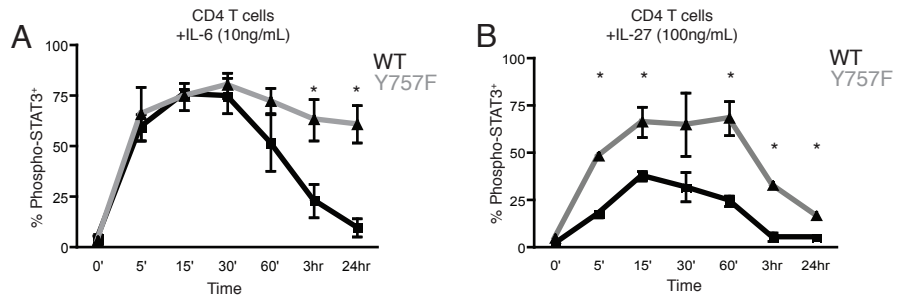 A
CD4 T cells
+IL-6 (10ng/mL)
WT
Y757F
% Phospho-STAT3+
100
75
50
25
0
* *
0' 5' 15' 30' 60' 3hr 24hr
Time
B
CD4 T cells
+IL-27 (100ng/mL)
WT
Y757F
% Phospho-STAT3+
100
75
50
25
0
* * *
* *
0' 5' 15' 30' 60' 3hr 24hr
Time